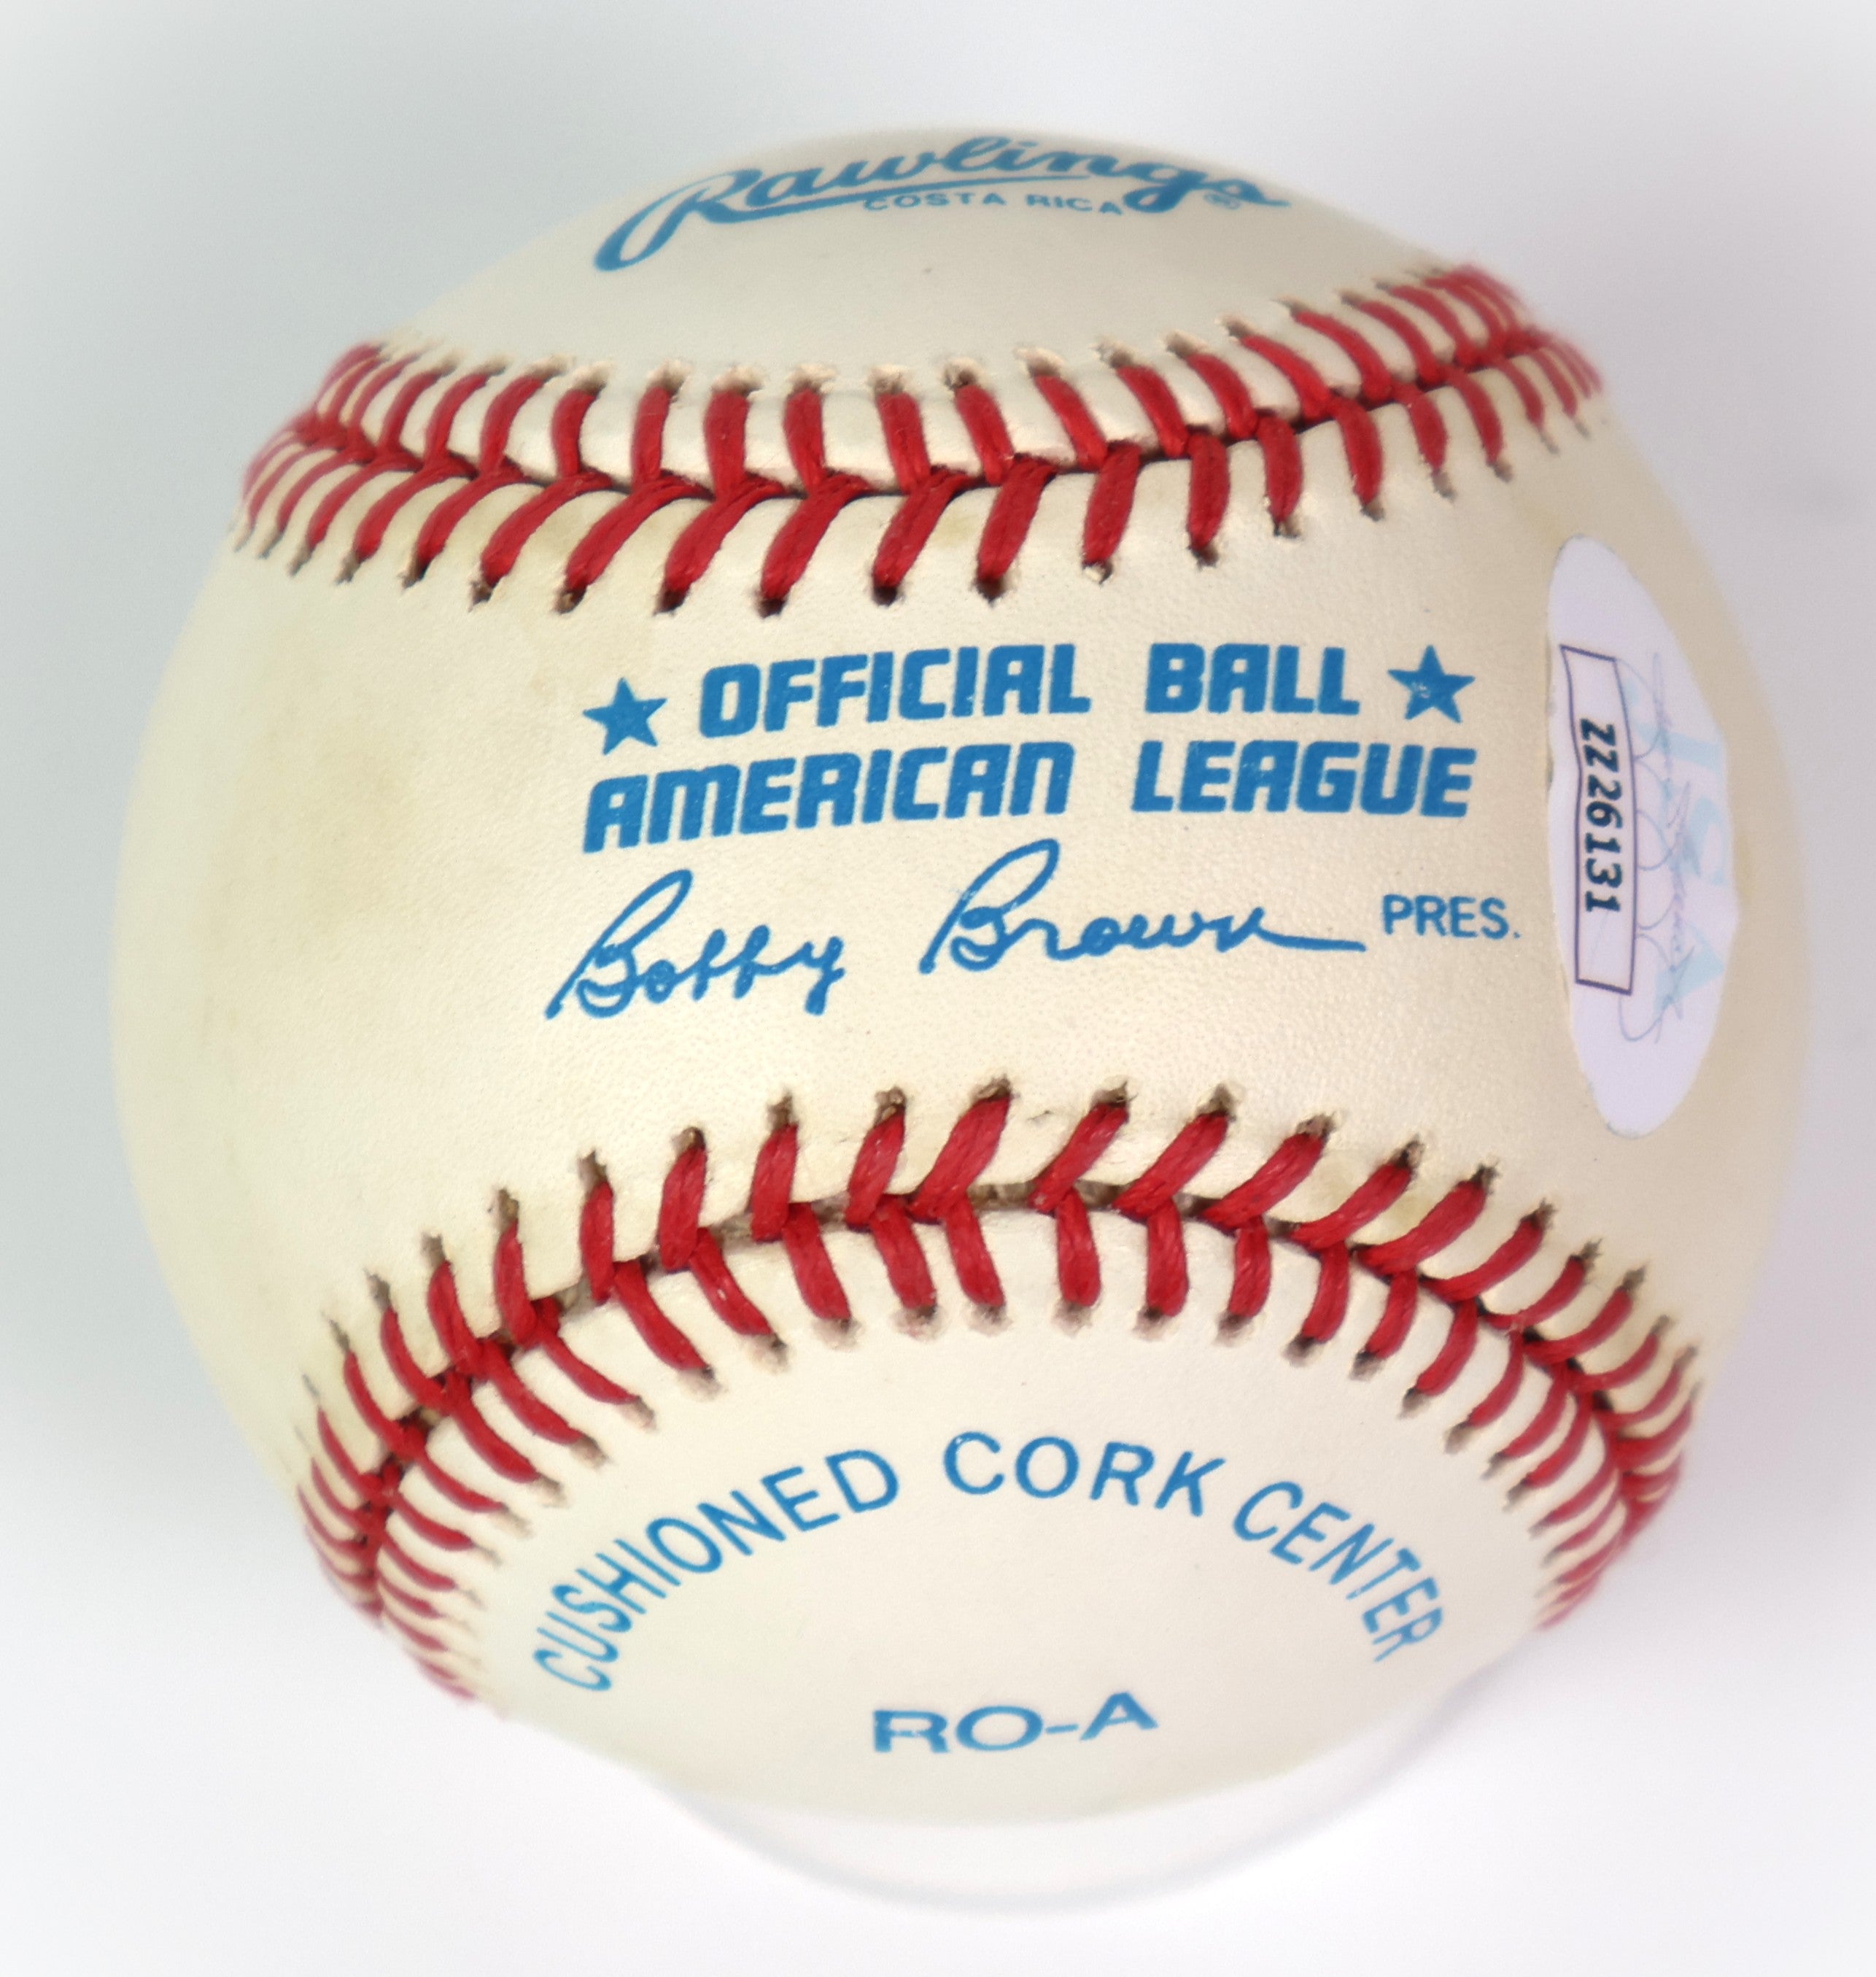 Rawlings®
COSTA RICA
★ OFFICIAL BALL ★
AMERICAN LEAGUE
Bobby Brown PRES.
ZZ26131
CUSHIONED CORK CENTER
RO-A